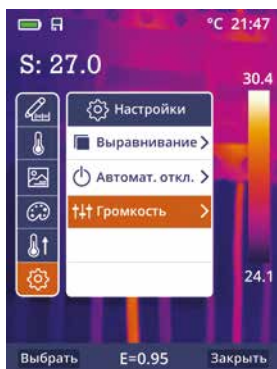 °C 21:47
S: 27.0
30.4
Настройки
Выравнивание
Автомат. откл.
Громкость
24.1
Выбрать E=0.95 Закрыть